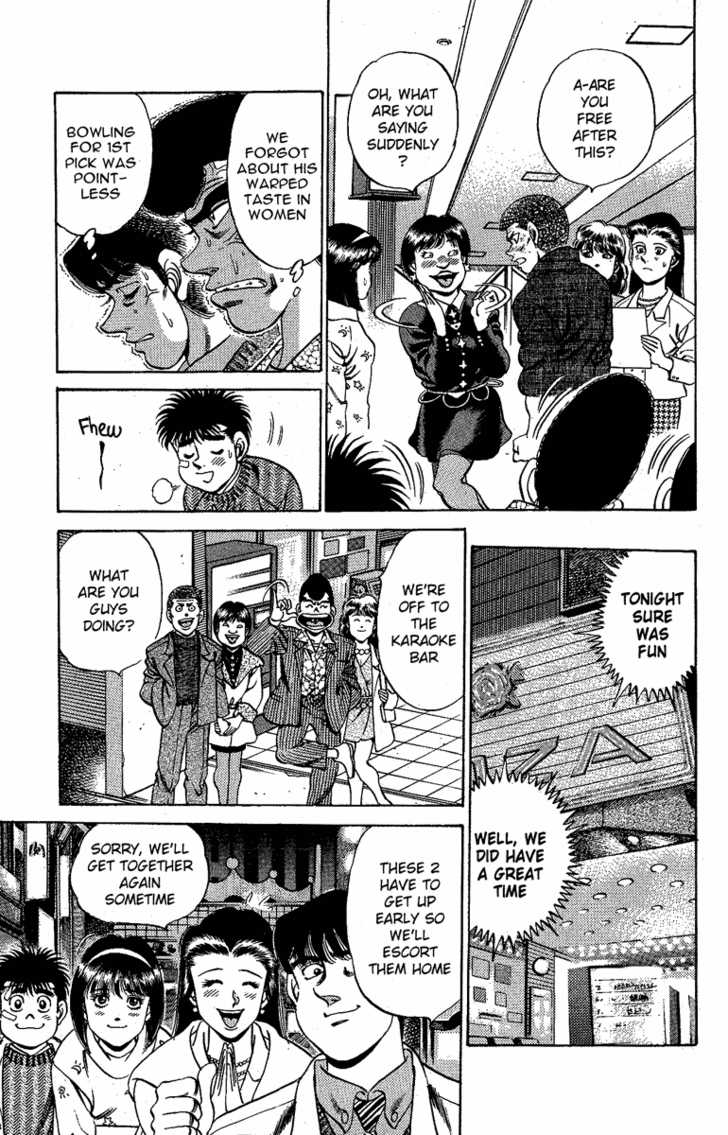 A-ARE
YOU
FREE
AFTER
THIS?
OH, WHAT
ARE YOU
SAYING
SUDDENLY
?
WE
FORGOT
ABOUT HIS
WARPED
TASTE IN
WOMEN
BOWLING
FOR 1ST
PICK WAS
POINT-
LESS
Fhew
TONIGHT
SURE
WAS
FUN
ZA
WELL, WE
DID HAVE
A GREAT
TIME
WE'RE
OFF TO
THE
KARAOKE
BAR
WHAT
ARE YOU
GUYS
DOING?
THESE 2
HAVE TO
GET UP
EARLY SO
WE'LL
ESCORT
THEM HOME
SORRY, WE'LL
GET TOGETHER
AGAIN
SOMETIME